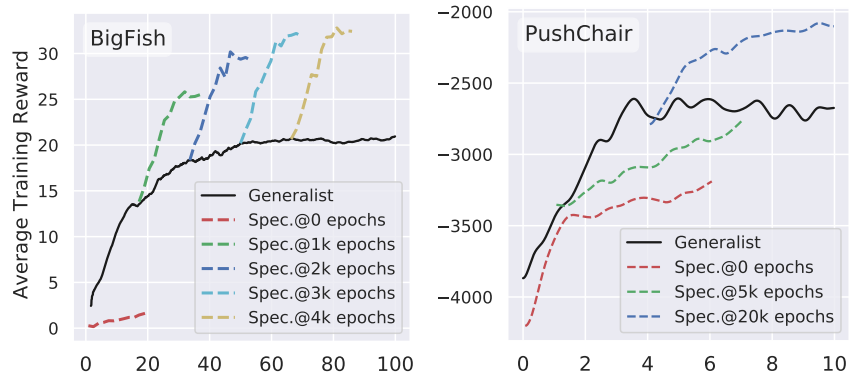 BigFish
Average Training Reward
30
25
20
15
10
5
0
0 20 40 60 80 100
Generalist
Spec.@0 epochs
Spec.@1k epochs
Spec.@2k epochs
Spec.@3k epochs
Spec.@4k epochs
PushChair
−2000
−2500
−3000
−3500
−4000
0 2 4 6 8 10
Generalist
Spec.@0 epochs
Spec.@5k epochs
Spec.@20k epochs